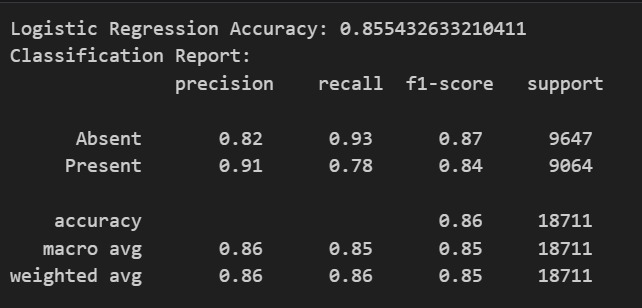 Logistic Regression Accuracy: 0.855432633210411
Classification Report:
              precision    recall  f1-score   support

      Absent       0.82      0.93      0.87      9647
     Present       0.91      0.78      0.84      9064

    accuracy                           0.86     18711
   macro avg       0.86      0.85      0.85     18711
weighted avg       0.86      0.86      0.85     18711